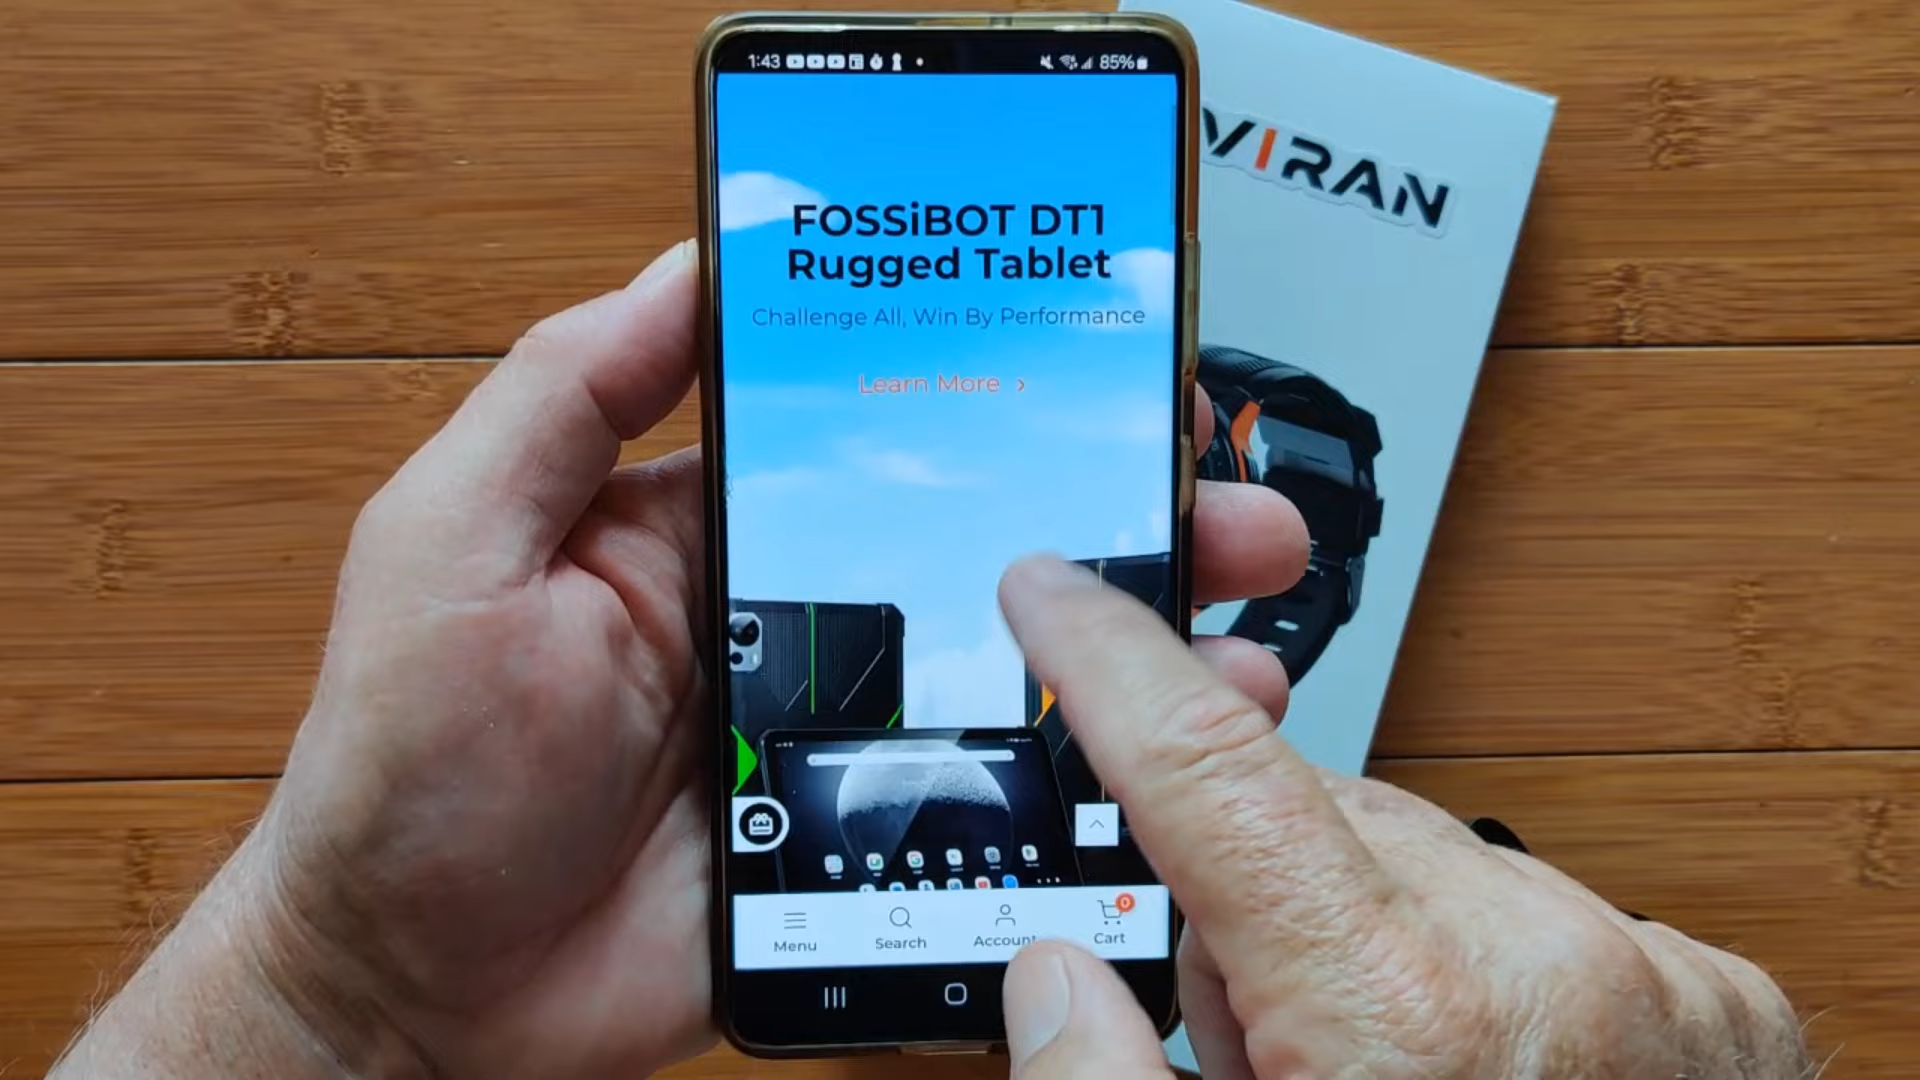 1:43
85%
FOSSiBOT DT1
Rugged Tablet
Challenge All, Win By Performance
Learn More ›
Menu
Search
Account
Cart
0
VIRAN